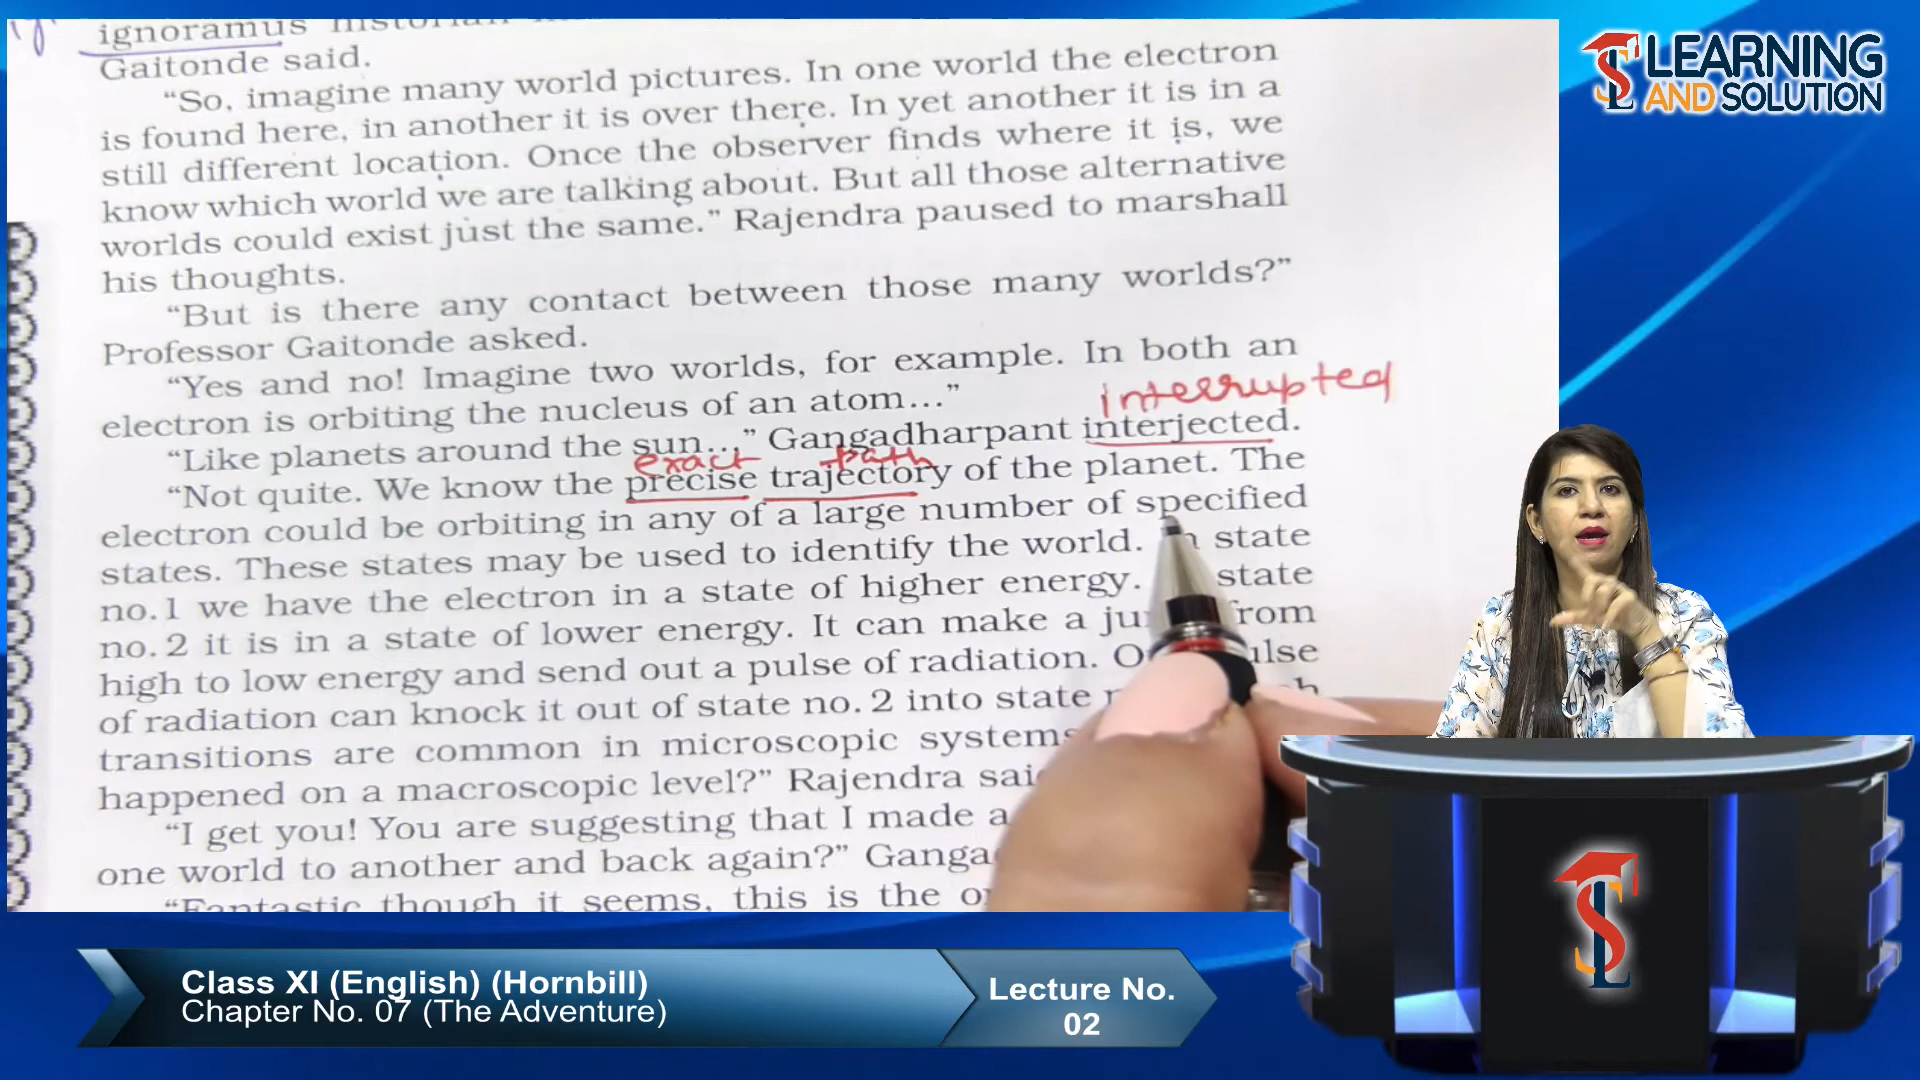 ignoramus
Gaitonde said.
“So, imagine many world pictures. In one world the electron
is found here, in another it is over there. In yet another it is in a
still different location. Once the observer finds where it is, we
know which world we are talking about. But all those alternative
worlds could exist just the same.” Rajendra paused to marshall
his thoughts.
“But is there any contact between those many worlds?”
Professor Gaitonde asked.
“Yes and no! Imagine two worlds, for example. In both an
interrupted
electron is orbiting the nucleus of an atom...”
“Like planets around the sun...” Gangadharpant interjected.
exact path
“Not quite. We know the precise trajectory of the planet. The
electron could be orbiting in any of a large number of specified
states. These states may be used to identify the world. state
no.1 we have the electron in a state of higher energy. state
no. 2 it is in a state of lower energy. It can make a from
high to low energy and send out a pulse of radiation.
of radiation can knock it out of state no. 2 into state
transitions are common in microscopic systems
happened on a macroscopic level?” Rajendra
“I get you! You are suggesting that I made a
one world to another and back again?”
“Fantastic though it seems, this is the
LEARNING
AND SOLUTION
Class XI (English) (Hornbill)
Chapter No. 07 (The Adventure)
Lecture No.
02